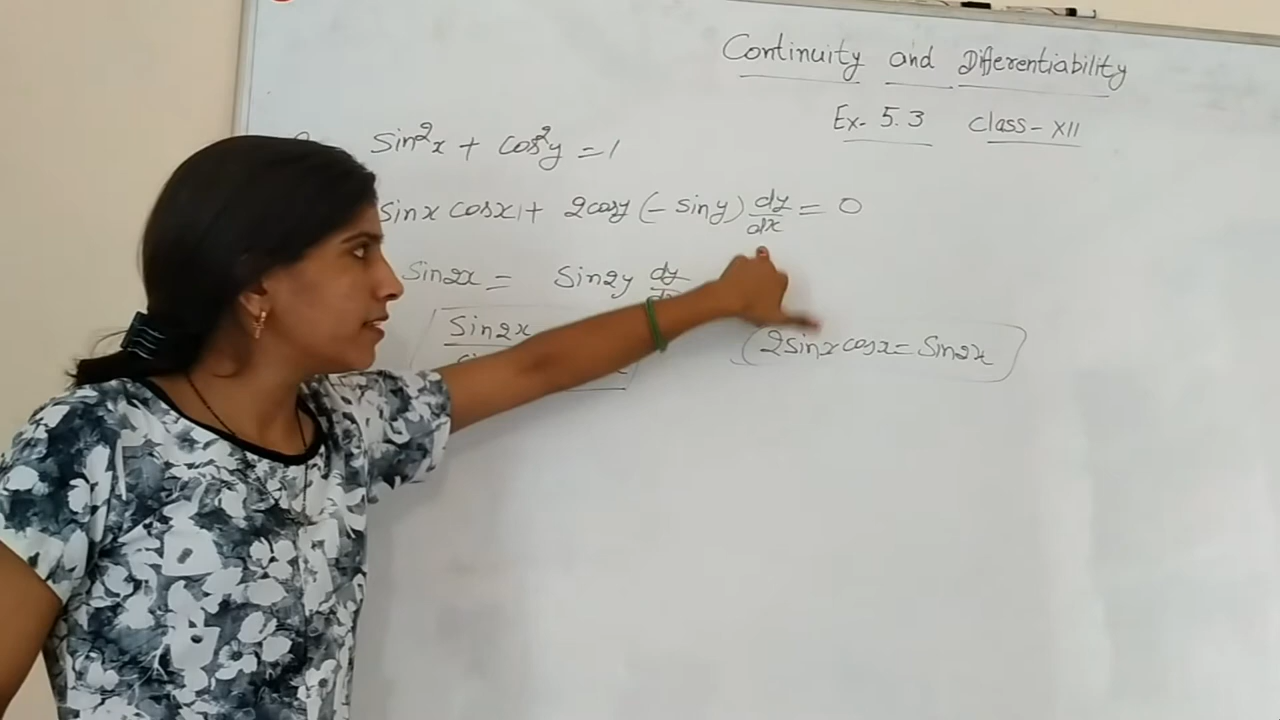 Continuity and Differentiability
Ex- 5.3 Class- XII
Sin²x + Cos²y = 1
Sinx Cosx + 2Cosy (- Siny) dy/dx = 0
Sin2x = Sin2y dy
Sin2x
2Sinx Cosx = Sin2x